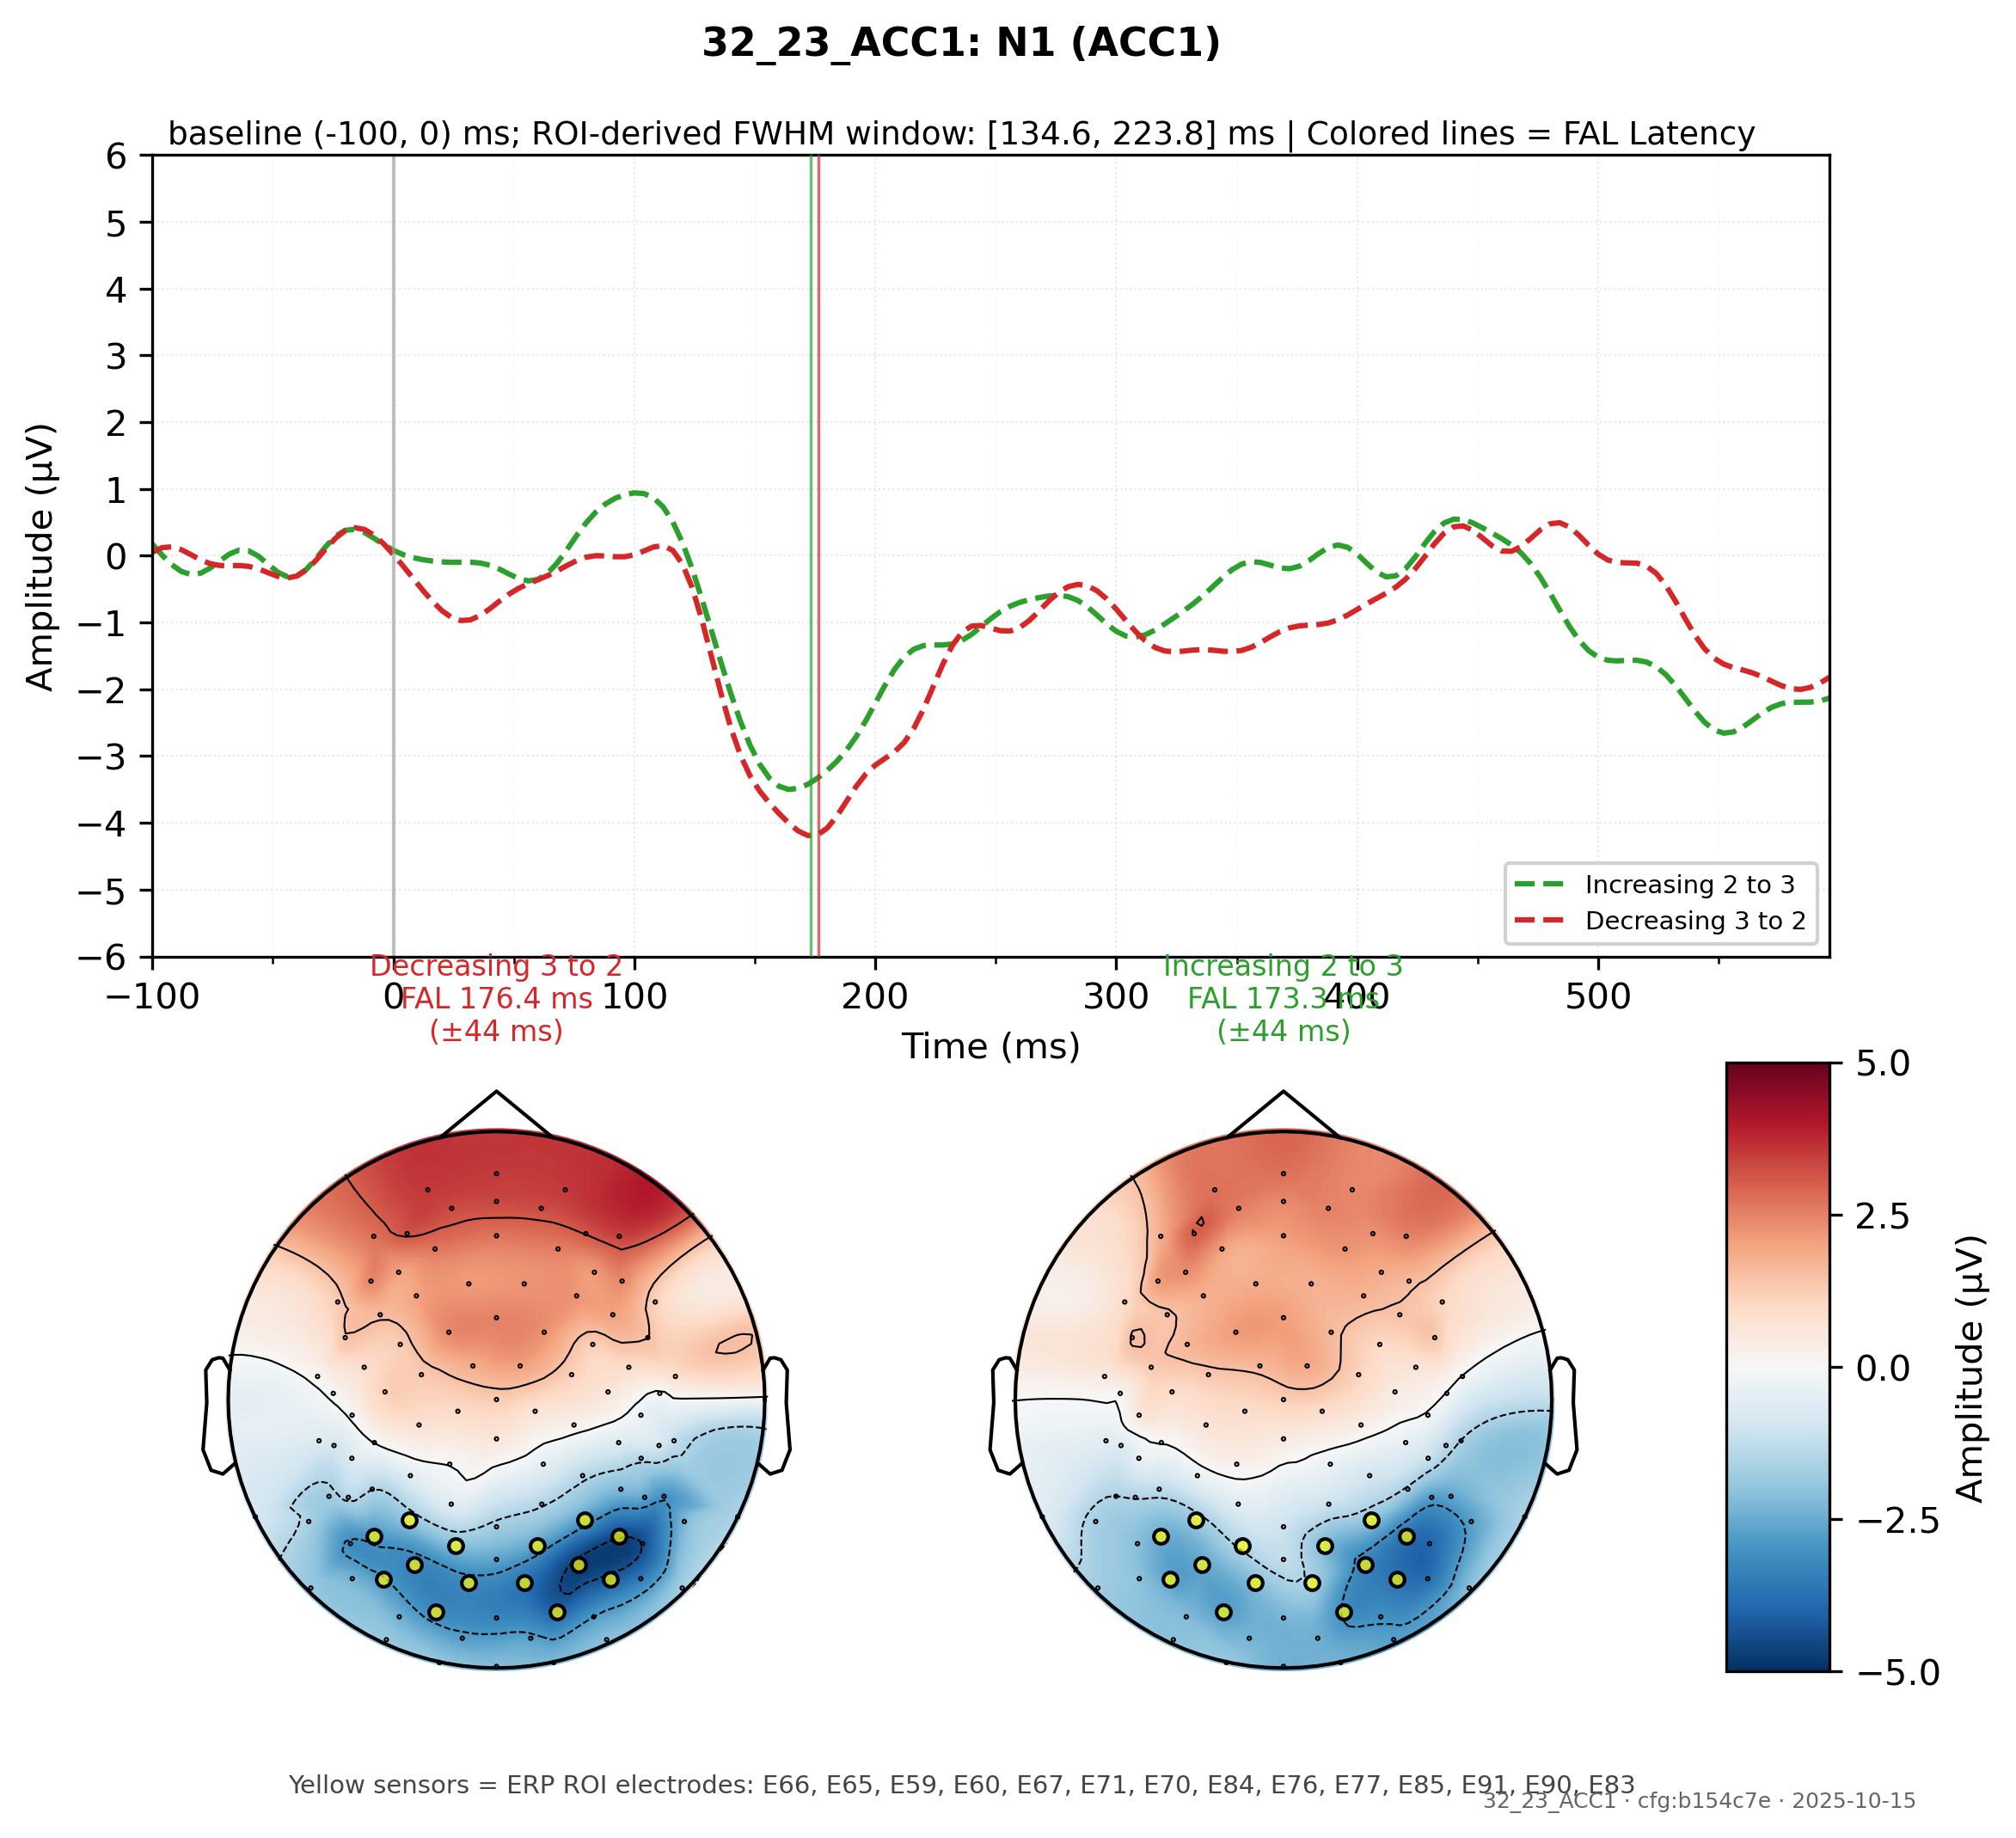 32_23_ACC1: N1 (ACC1)
baseline (-100, 0) ms; ROI-derived FWHM window: [134.6, 223.8] ms | Colored lines = FAL Latency
6
5
4
3
2
1
0
−1
−2
−3
−4
−5
−6
Amplitude (µV)
Increasing 2 to 3
Decreasing 3 to 2
−100
0
100
200
300
400
500
Time (ms)
Decreasing 3 to 2
FAL 176.4 ms
(±44 ms)
Increasing 2 to 3
FAL 173.3 ms
(±44 ms)
5.0
2.5
0.0
−2.5
−5.0
Amplitude (µV)
Yellow sensors = ERP ROI electrodes: E66, E65, E59, E60, E67, E71, E70, E84, E76, E77, E85, E91, E90, E83
32_23_ACC1 · cfg:b154c7e · 2025-10-15